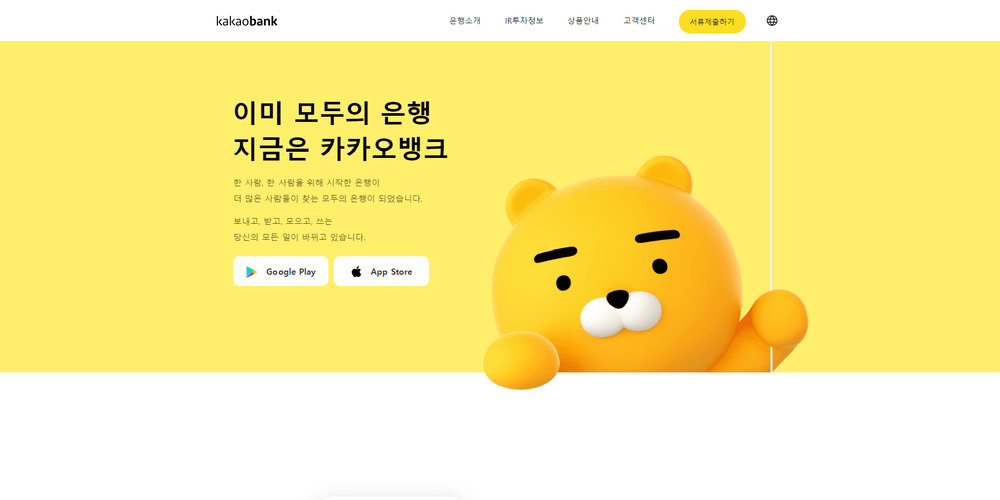 kakaobank
은행소개
IR투자정보
상품안내
고객센터
서류제출하기
이미 모두의 은행
지금은 카카오뱅크
한 사람, 한 사람을 위해 시작한 은행이
더 많은 사람들이 찾는 모두의 은행이 되었습니다.
보내고, 받고, 모으고, 쓰는
당신의 모든 일이 바뀌고 있습니다.
Google Play
App Store